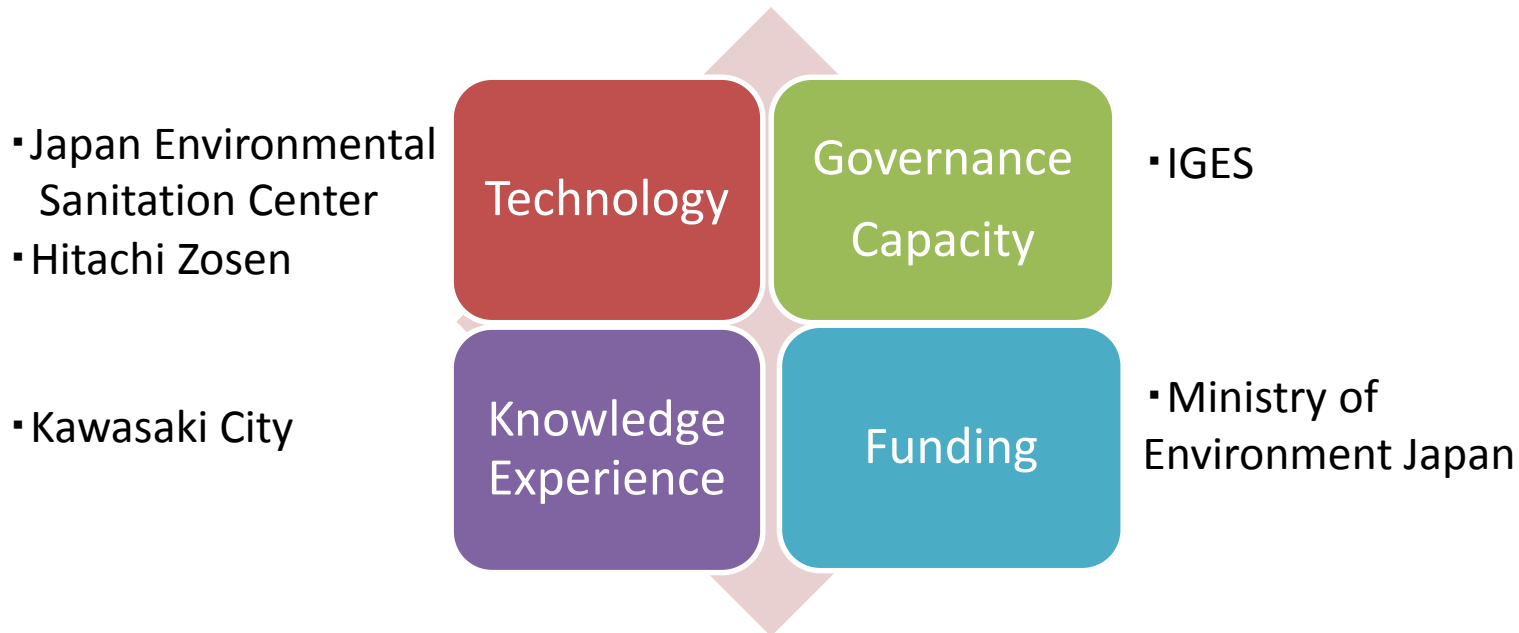 ▪Japan Environmental
Sanitation Center
▪Hitachi Zosen
Technology
Governance
Capacity
▪IGES
▪Kawasaki City
Knowledge
Experience
Funding
▪Ministry of
Environment Japan